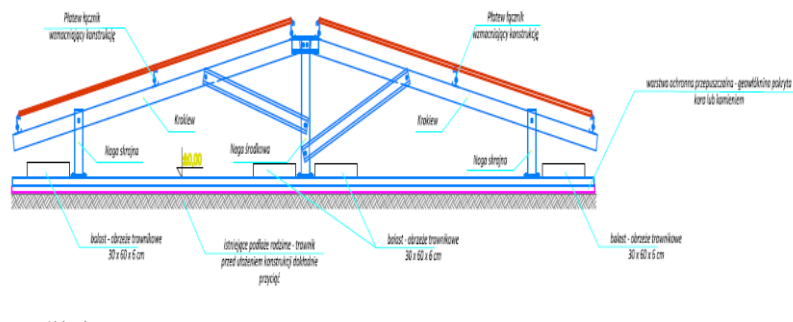 Płatew łącznik
wzmacniający konstrukcję
Płatew łącznik
wzmacniający konstrukcję
warstwa ochronna przepuszczalna - geowłóknina pokryta
kora lub kamieniem
Krokiew
Krokiew
Noga skrajna
±0,00
Noga środkowa
Noga skrajna
balast - obrzeże trawnikowe
30 x 60 x 6 cm
istniejące podłoże rodzime - trawnik
przed ułożeniem konstrukcji dokładnie
przyciąć
balast - obrzeże trawnikowe
30 x 60 x 6 cm
balast - obrzeże trawnikowe
30 x 60 x 6 cm